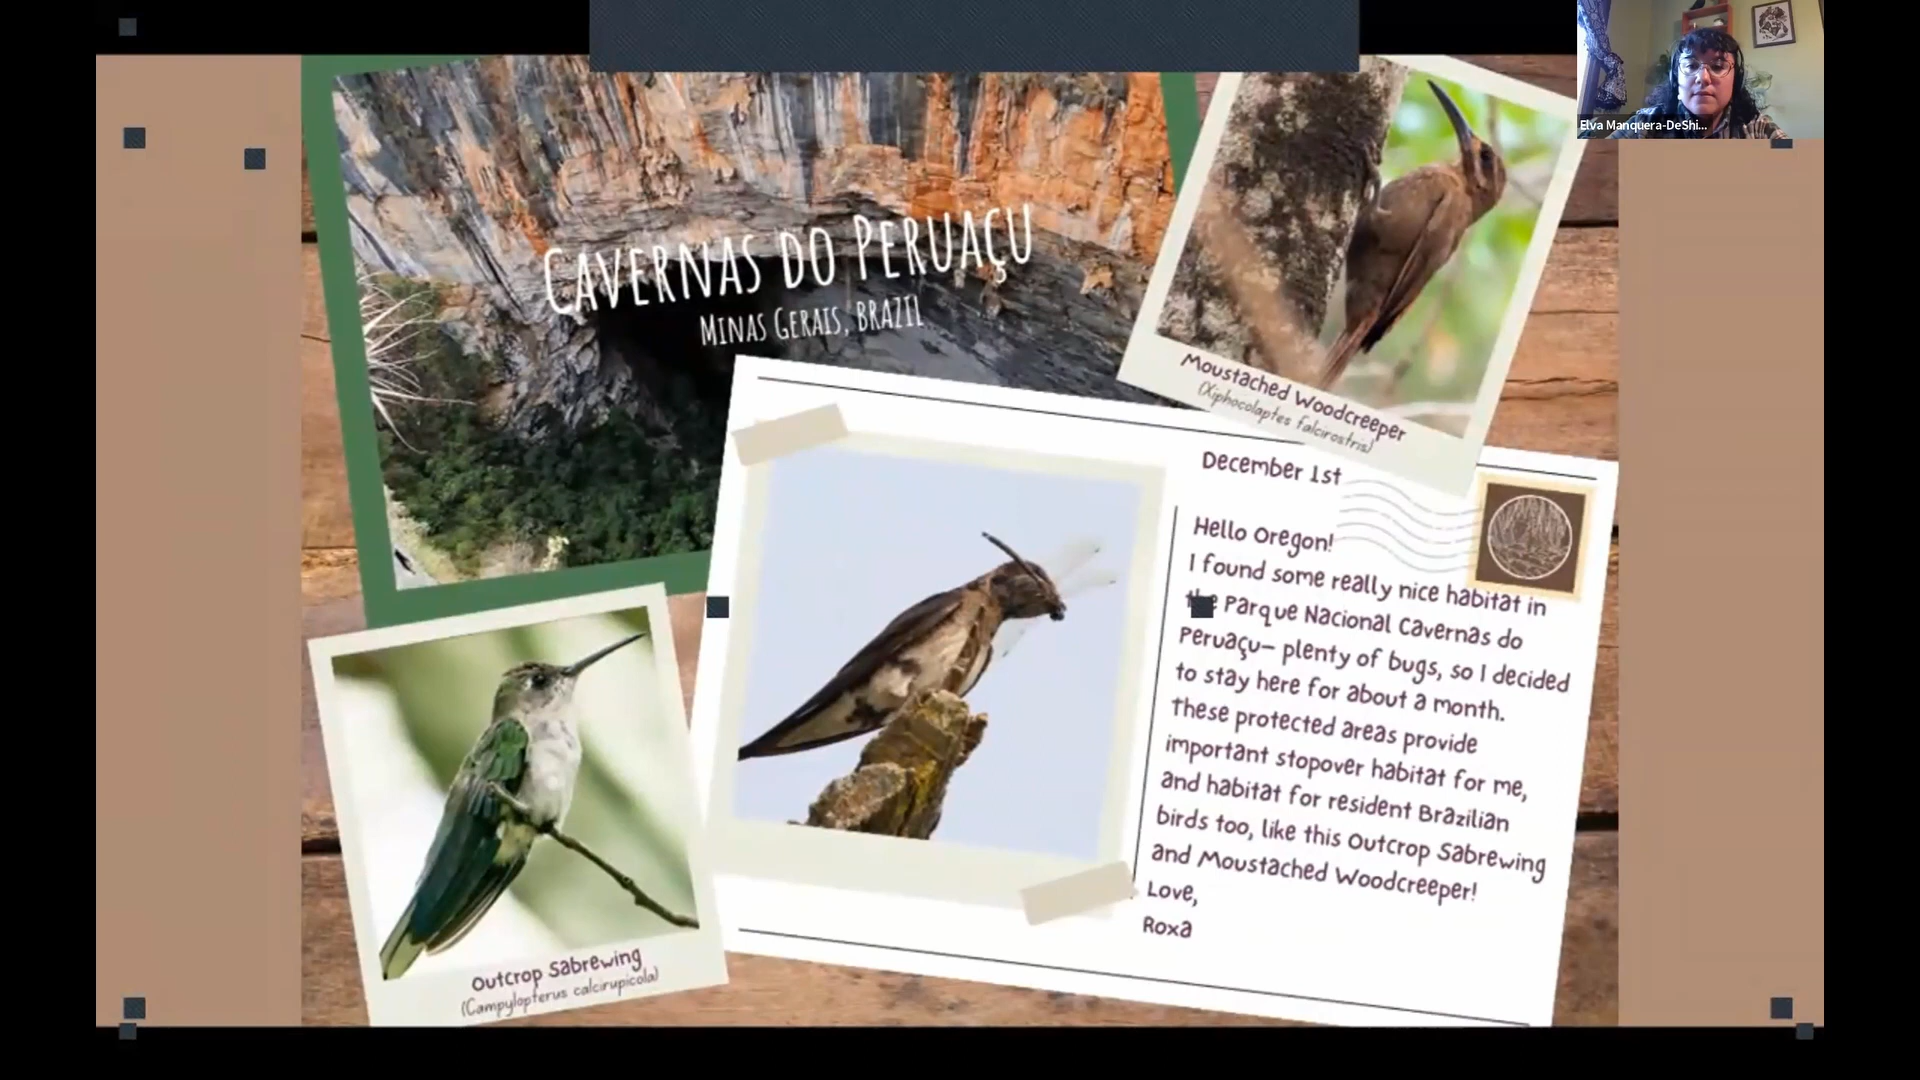 Elva Manquera-DeShi...
CAVERNAS DO PERUAÇU
MINAS GERAIS, BRAZIL
Moustached Woodcreeper
(Xiphocolaptes falcirostris)
December 1st
Hello Oregon!
I found some really nice habitat in
the Parque Nacional Cavernas do
Peruaçu– plenty of bugs, so I decided
to stay here for about a month.
These protected areas provide
important stopover habitat for me,
and habitat for resident Brazilian
birds too, like this Outcrop Sabrewing
and Moustached Woodcreeper!
Love,
Roxa
Outcrop Sabrewing
(Campylopterus calcirupicola)